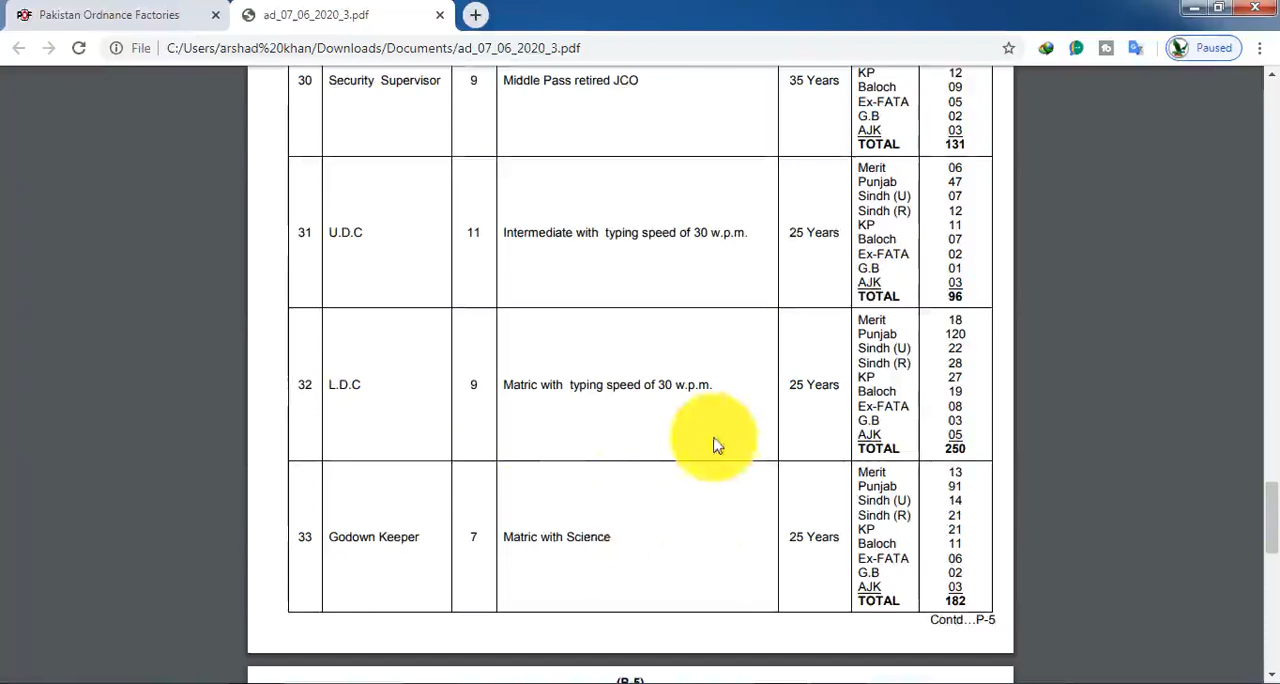 Pakistan Ordnance Factories
ad_07_06_2020_3.pdf
File C:/Users/arshad%20khan/Downloads/Documents/ad_07_06_2020_3.pdf
Paused
30 Security Supervisor 9 Middle Pass retired JCO 35 Years
KP 12
Baloch 09
Ex-FATA 05
G.B 02
AJK 03
TOTAL 131
31 U.D.C 11 Intermediate with typing speed of 30 w.p.m. 25 Years
Merit 06
Punjab 47
Sindh (U) 07
Sindh (R) 12
KP 11
Baloch 07
Ex-FATA 02
G.B 01
AJK 03
TOTAL 96
32 L.D.C 9 Matric with typing speed of 30 w.p.m. 25 Years
Merit 18
Punjab 120
Sindh (U) 22
Sindh (R) 28
KP 27
Baloch 19
Ex-FATA 08
G.B 03
AJK 05
TOTAL 250
33 Godown Keeper 7 Matric with Science 25 Years
Merit 13
Punjab 91
Sindh (U) 14
Sindh (R) 21
KP 21
Baloch 11
Ex-FATA 06
G.B 02
AJK 03
TOTAL 182
Contd...P-5
(P-5)